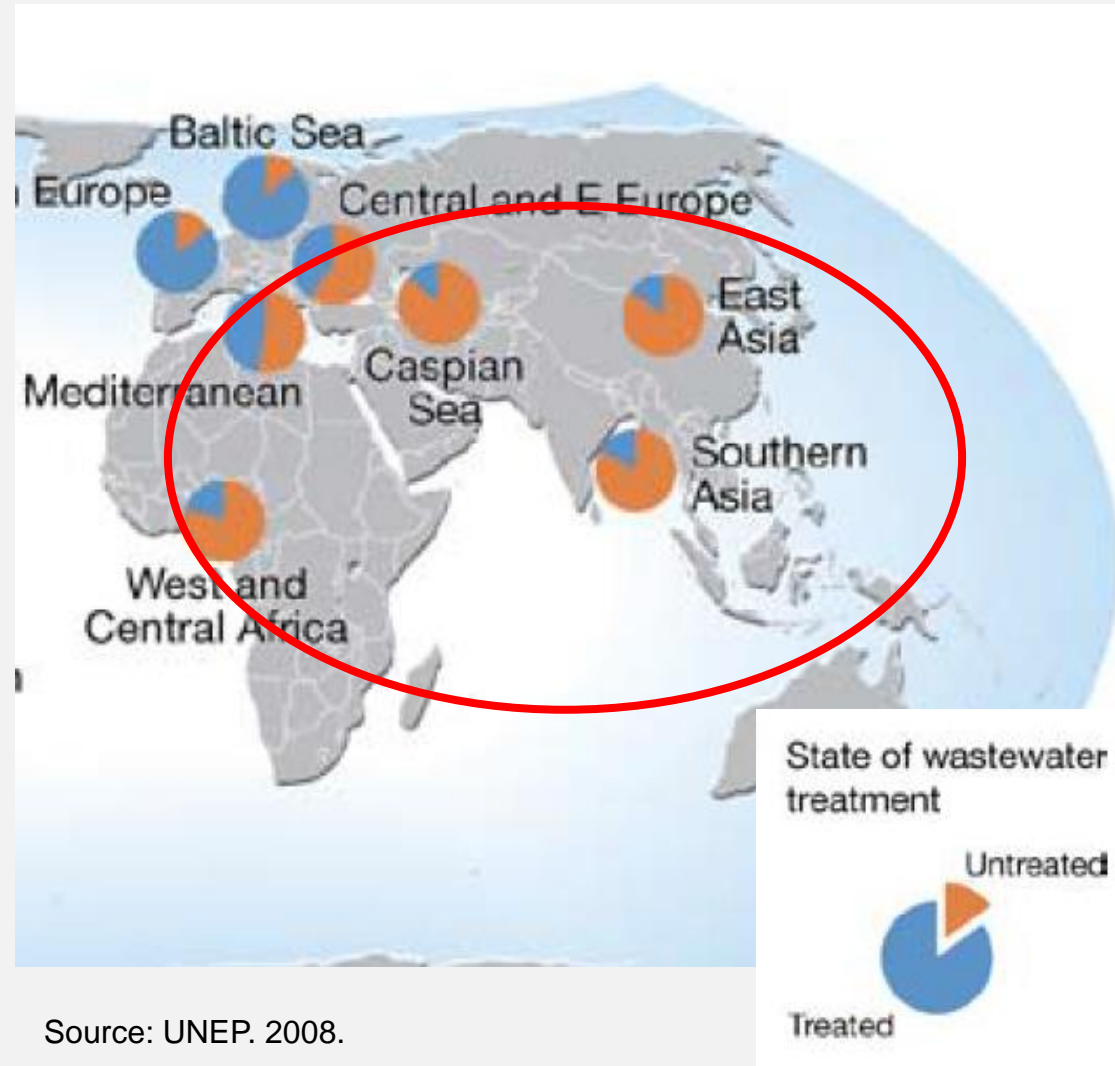 Baltic Sea
Europe
Central and E Europe
East
Asia
Caspian
Sea
Mediterranean
Southern
Asia
West and
Central Africa
State of wastewater
treatment
Untreated
Treated
Source: UNEP. 2008.